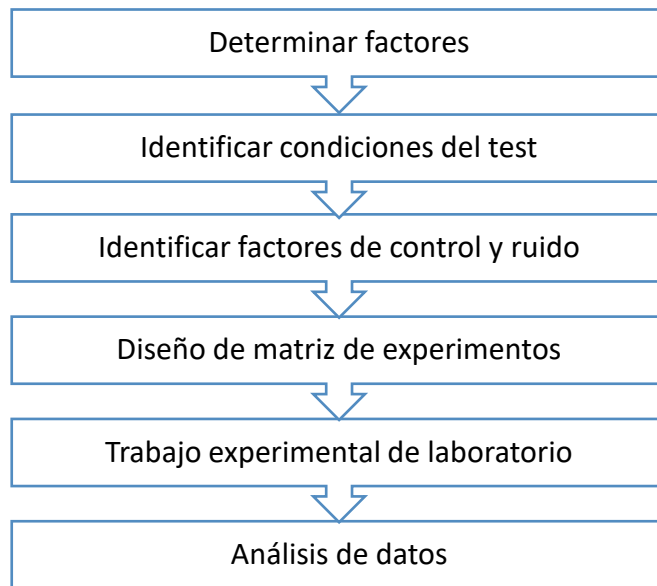 Determinar factores
Identificar condiciones del test
Identificar factores de control y ruido
Diseño de matriz de experimentos
Trabajo experimental de laboratorio
Análisis de datos